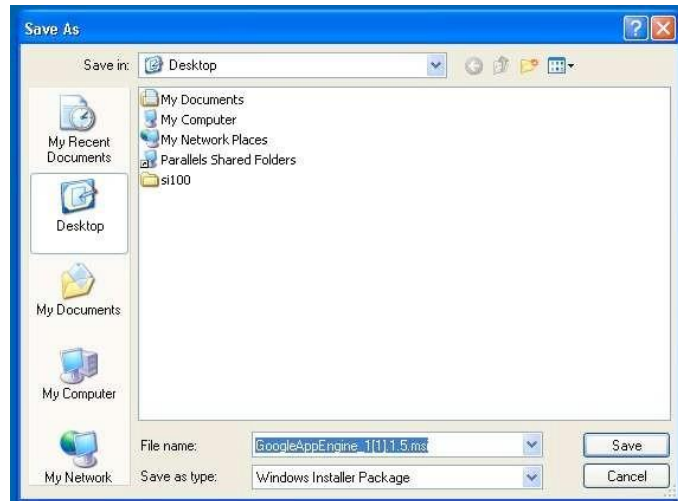 Save As
Save in:
Desktop
My Recent
Documents
Desktop
My Documents
My Computer
My Network
My Documents
My Computer
My Network Places
Parallels Shared Folders
si100
File name:
GoogleAppEngine_1[1].1.5.msi
Save
Save as type:
Windows Installer Package
Cancel